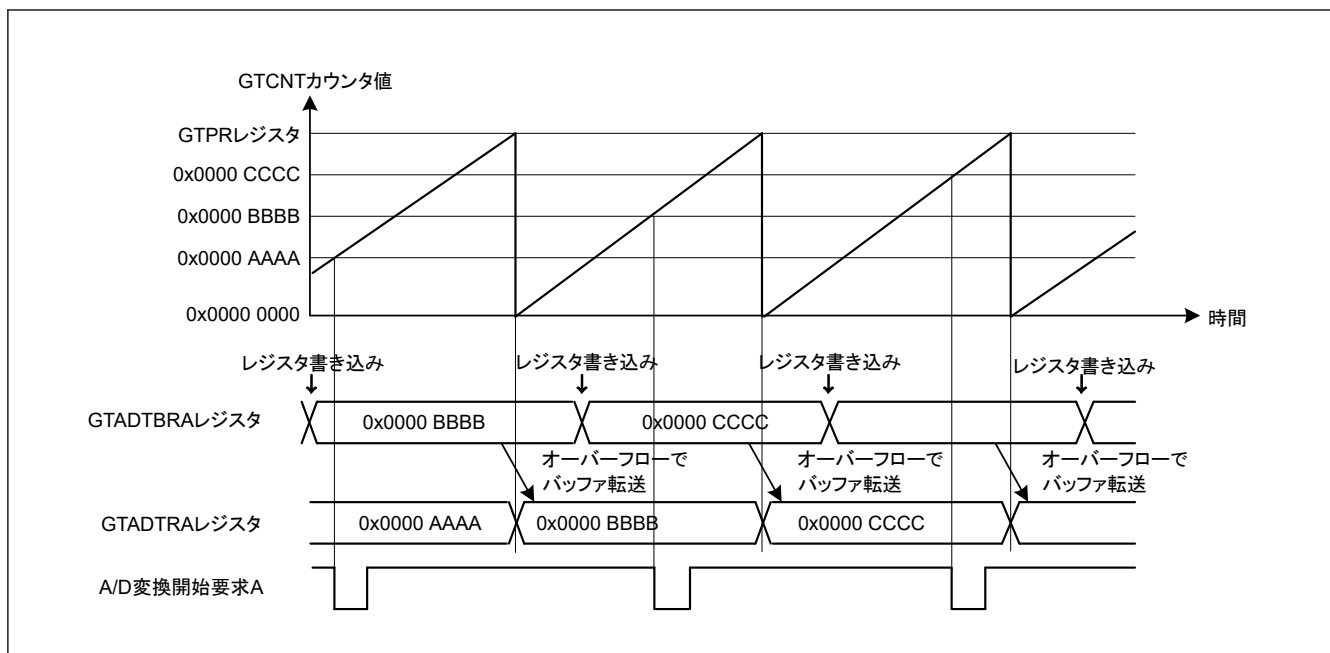 GTCNTカウンタ値
GTPRレジスタ
0x0000 CCCC
0x0000 BBBB
0x0000 AAAA
0x0000 0000
時間
レジスタ書き込み
レジスタ書き込み
レジスタ書き込み
レジスタ書き込み
GTADTBRAレジスタ
0x0000 BBBB
0x0000 CCCC
オーバーフローで
バッファ転送
オーバーフローで
バッファ転送
オーバーフローで
バッファ転送
GTADTRAレジスタ
0x0000 AAAA
0x0000 BBBB
0x0000 CCCC
A/D変換開始要求A